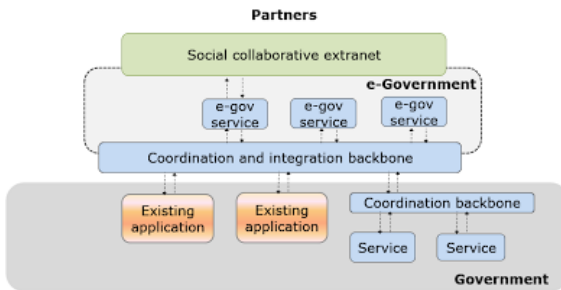 Partners
Social collaborative extranet
e-Government
e-gov
service
e-gov
service
e-gov
service
Coordination and integration backbone
Existing
application
Existing
application
Coordination backbone
Service
Service
Government